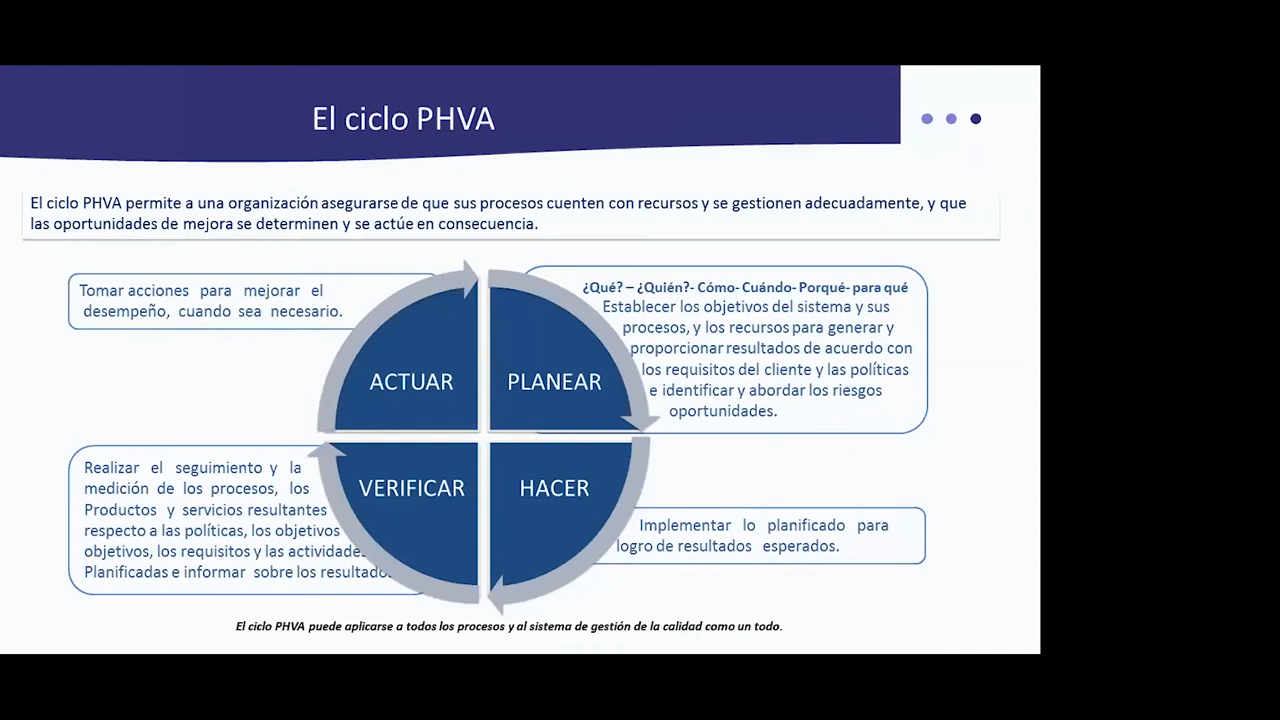 El ciclo PHVA
El ciclo PHVA permite a una organización asegurarse de que sus procesos cuenten con recursos y se gestionen adecuadamente, y que
las oportunidades de mejora se determinen y se actúe en consecuencia.
Tomar acciones para mejorar el
desempeño, cuando sea necesario.
¿Qué? – ¿Quién?- Cómo- Cuándo- Porqué- para qué
Establecer los objetivos del sistema y sus
procesos, y los recursos para generar y
proporcionar resultados de acuerdo con
los requisitos del cliente y las políticas
e identificar y abordar los riesgos
oportunidades.
ACTUAR
PLANEAR
VERIFICAR
HACER
Realizar el seguimiento y la
medición de los procesos, los
Productos y servicios resultantes
respecto a las políticas, los objetivos
objetivos, los requisitos y las actividade
Planificadas e informar sobre los resultado
Implementar lo planificado para
logro de resultados esperados.
El ciclo PHVA puede aplicarse a todos los procesos y al sistema de gestión de la calidad como un todo.